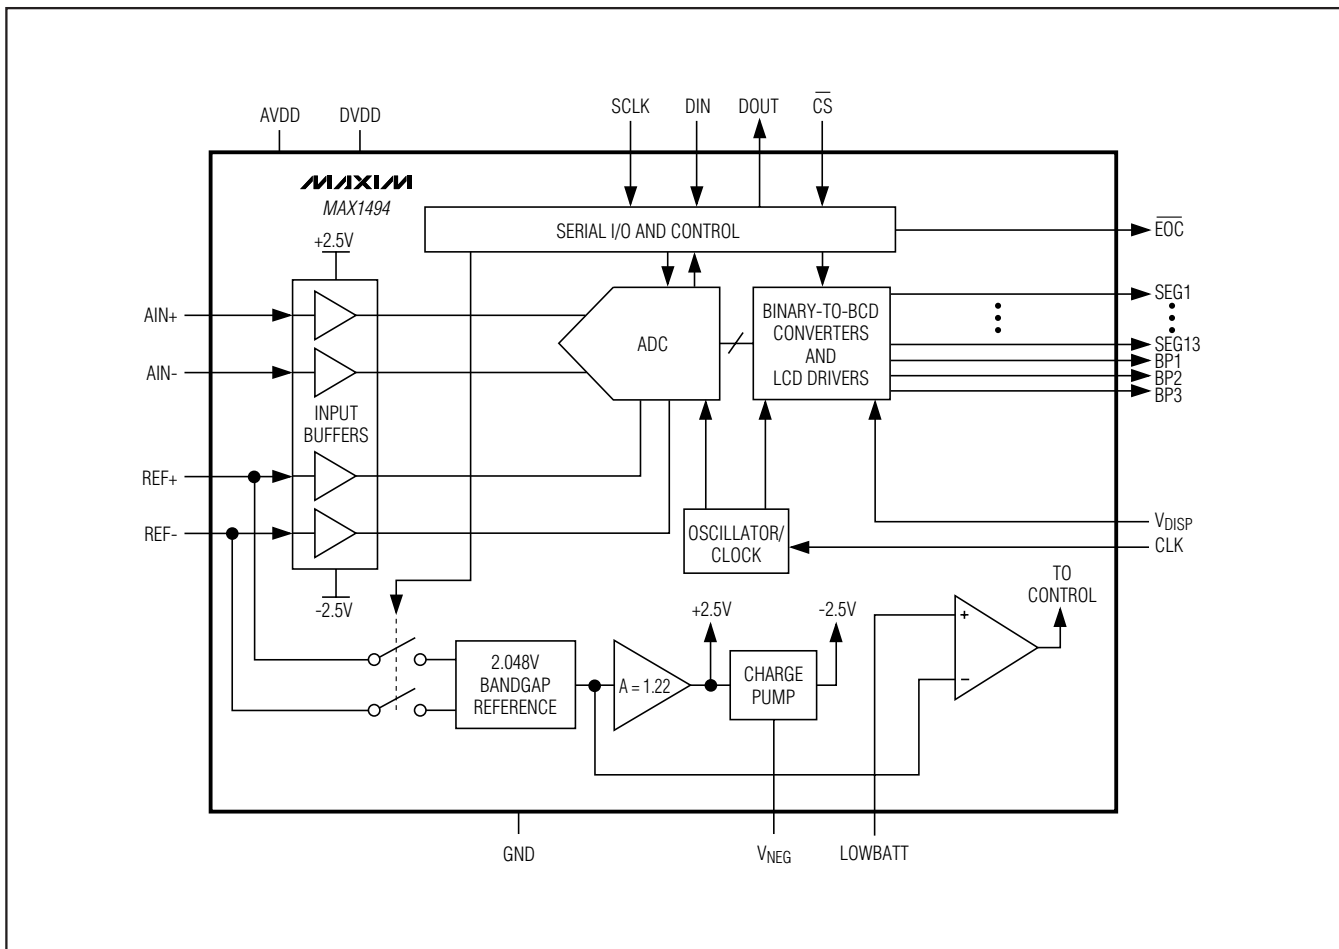 SCLK DIN DOUT C̅S̅
AVDD DVDD
MAXIM
MAX1494
+2.5V
SERIAL I/O AND CONTROL
E̅O̅C̅
AIN+
AIN-
INPUT
BUFFERS
REF+
REF-
-2.5V
ADC
BINARY-TO-BCD
CONVERTERS
AND
LCD DRIVERS
SEG1
SEG13
BP1
BP2
BP3
OSCILLATOR/
CLOCK
VDISP
CLK
2.048V
BANDGAP
REFERENCE
A = 1.22
+2.5V
CHARGE
PUMP
-2.5V
+
−
TO
CONTROL
GND
VNEG
LOWBATT